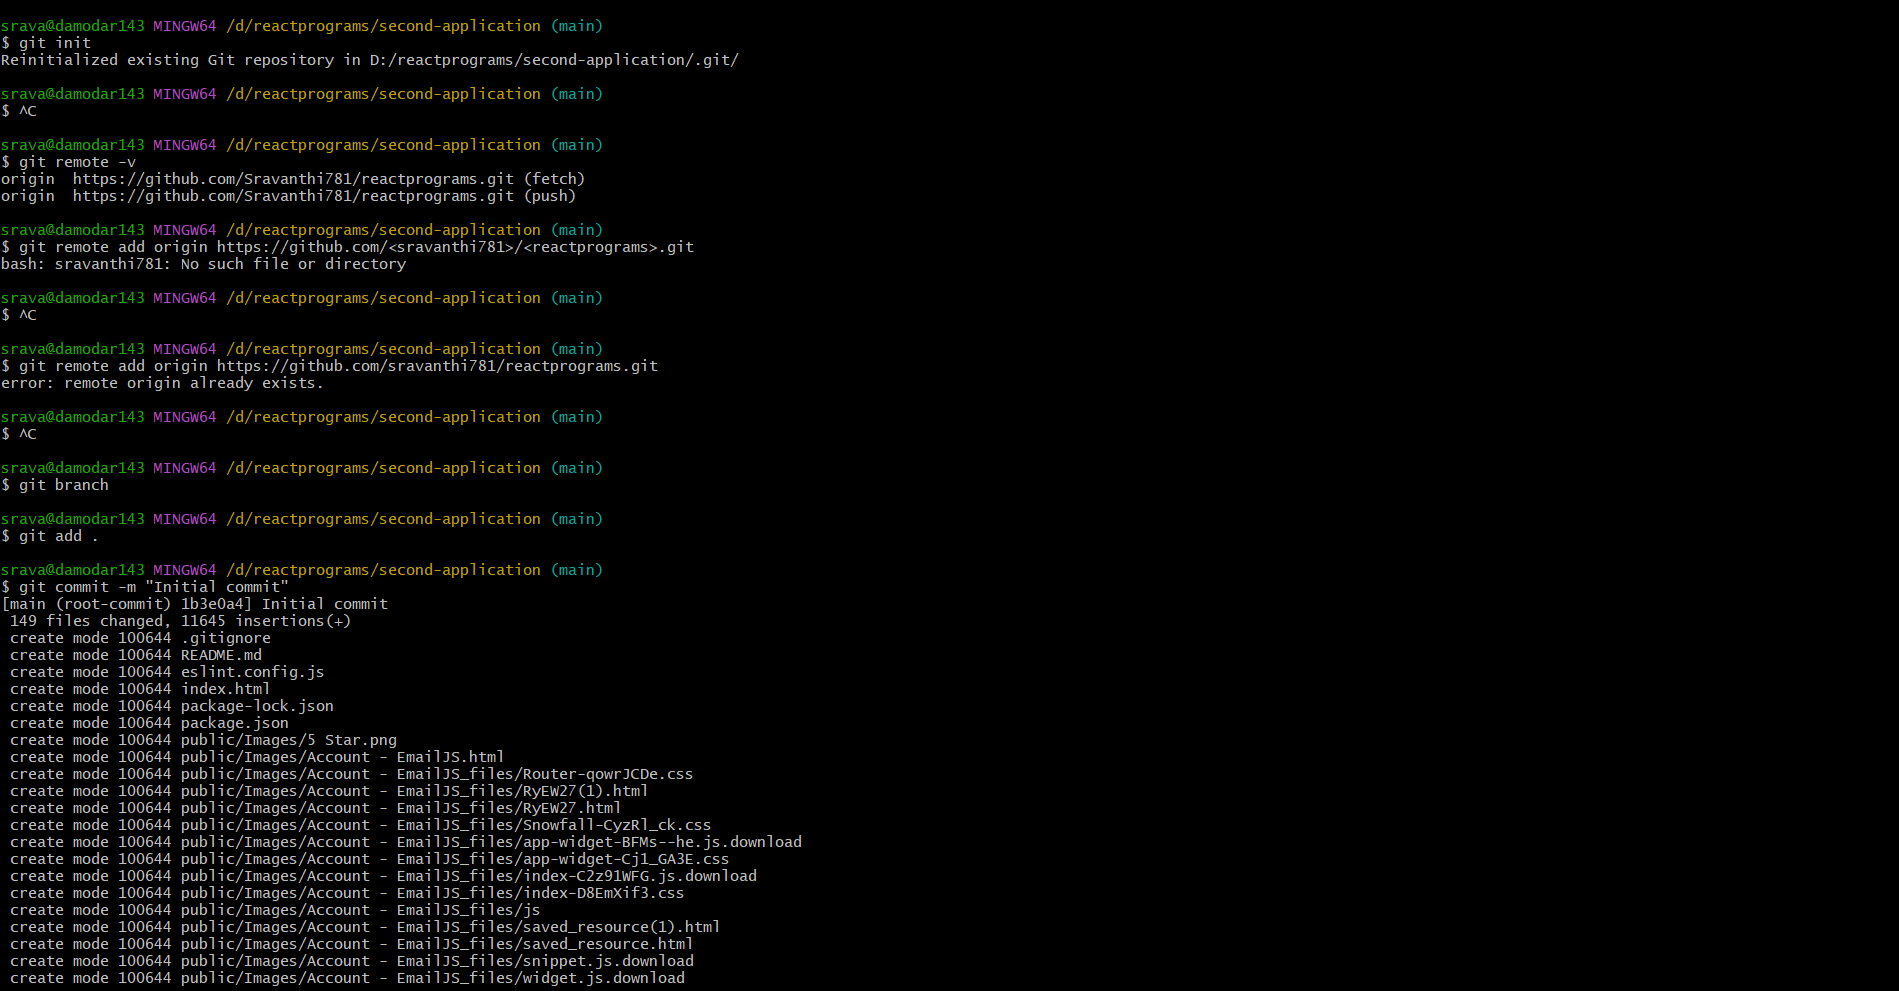 srava@damodar143 MINGW64 /d/reactprograms/second-application (main)
$ git init
Reinitialized existing Git repository in D:/reactprograms/second-application/.git/
srava@damodar143 MINGW64 /d/reactprograms/second-application (main)
$ ^C
srava@damodar143 MINGW64 /d/reactprograms/second-application (main)
$ git remote -v
origin  https://github.com/Sravanthi781/reactprograms.git (fetch)
origin  https://github.com/Sravanthi781/reactprograms.git (push)
srava@damodar143 MINGW64 /d/reactprograms/second-application (main)
$ git remote add origin https://github.com/<sravanthi781>/<reactprograms>.git
bash: sravanthi781: No such file or directory
srava@damodar143 MINGW64 /d/reactprograms/second-application (main)
$ ^C
srava@damodar143 MINGW64 /d/reactprograms/second-application (main)
$ git remote add origin https://github.com/sravanthi781/reactprograms.git
error: remote origin already exists.
srava@damodar143 MINGW64 /d/reactprograms/second-application (main)
$ ^C
srava@damodar143 MINGW64 /d/reactprograms/second-application (main)
$ git branch
srava@damodar143 MINGW64 /d/reactprograms/second-application (main)
$ git add .
srava@damodar143 MINGW64 /d/reactprograms/second-application (main)
$ git commit -m "Initial commit"
[main (root-commit) 1b3e0a4] Initial commit
 149 files changed, 11645 insertions(+)
 create mode 100644 .gitignore
 create mode 100644 README.md
 create mode 100644 eslint.config.js
 create mode 100644 index.html
 create mode 100644 package-lock.json
 create mode 100644 package.json
 create mode 100644 public/Images/5 Star.png
 create mode 100644 public/Images/Account - EmailJS.html
 create mode 100644 public/Images/Account - EmailJS_files/Router-qowrJCDe.css
 create mode 100644 public/Images/Account - EmailJS_files/RyEW27(1).html
 create mode 100644 public/Images/Account - EmailJS_files/RyEW27.html
 create mode 100644 public/Images/Account - EmailJS_files/Snowfall-CyzRl_ck.css
 create mode 100644 public/Images/Account - EmailJS_files/app-widget-BFMs--he.js.download
 create mode 100644 public/Images/Account - EmailJS_files/app-widget-Cj1_GA3E.css
 create mode 100644 public/Images/Account - EmailJS_files/index-C2z91WFG.js.download
 create mode 100644 public/Images/Account - EmailJS_files/index-D8EmXif3.css
 create mode 100644 public/Images/Account - EmailJS_files/js
 create mode 100644 public/Images/Account - EmailJS_files/saved_resource(1).html
 create mode 100644 public/Images/Account - EmailJS_files/saved_resource.html
 create mode 100644 public/Images/Account - EmailJS_files/snippet.js.download
 create mode 100644 public/Images/Account - EmailJS_files/widget.js.download